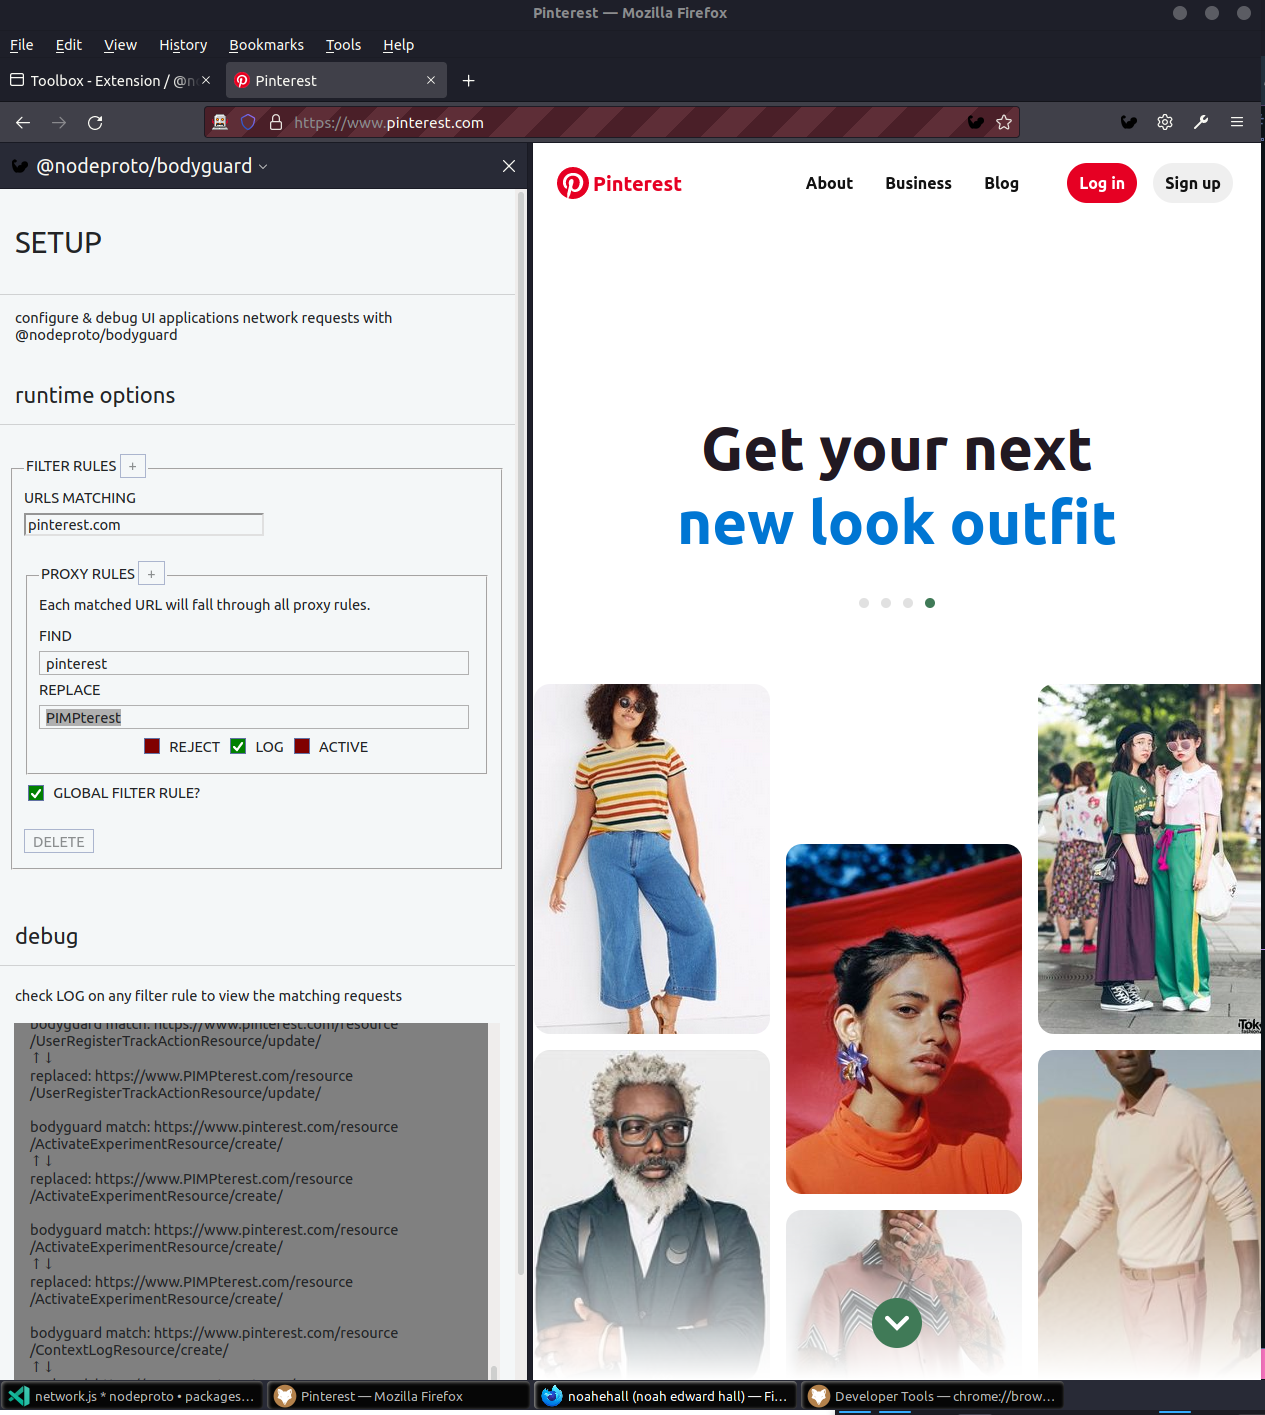 Pinterest — Mozilla Firefox
File Edit View History Bookmarks Tools Help
Toolbox - Extension / @n
Pinterest
https://www.pinterest.com
@nodeproto/bodyguard
SETUP
configure & debug UI applications network requests with
@nodeproto/bodyguard
runtime options
FILTER RULES +
URLS MATCHING
pinterest.com
PROXY RULES +
Each matched URL will fall through all proxy rules.
FIND
pinterest
REPLACE
PIMPterest
REJECT LOG ACTIVE
GLOBAL FILTER RULE?
DELETE
debug
check LOG on any filter rule to view the matching requests
bodyguard match: https://www.pinterest.com/resource
/UserRegisterTrackActionResource/update/
↑↓
replaced: https://www.PIMPterest.com/resource
/UserRegisterTrackActionResource/update/
bodyguard match: https://www.pinterest.com/resource
/ActivateExperimentResource/create/
↑↓
replaced: https://www.PIMPterest.com/resource
/ActivateExperimentResource/create/
bodyguard match: https://www.pinterest.com/resource
/ActivateExperimentResource/create/
↑↓
replaced: https://www.PIMPterest.com/resource
/ActivateExperimentResource/create/
bodyguard match: https://www.pinterest.com/resource
/ContextLogResource/create/
↑↓
Pinterest
About Business Blog Log in Sign up
Get your next
new look outfit
network.js * nodeproto • packages...
Pinterest — Mozilla Firefox
noahehall (noah edward hall) — Fi...
Developer Tools — chrome://brow...